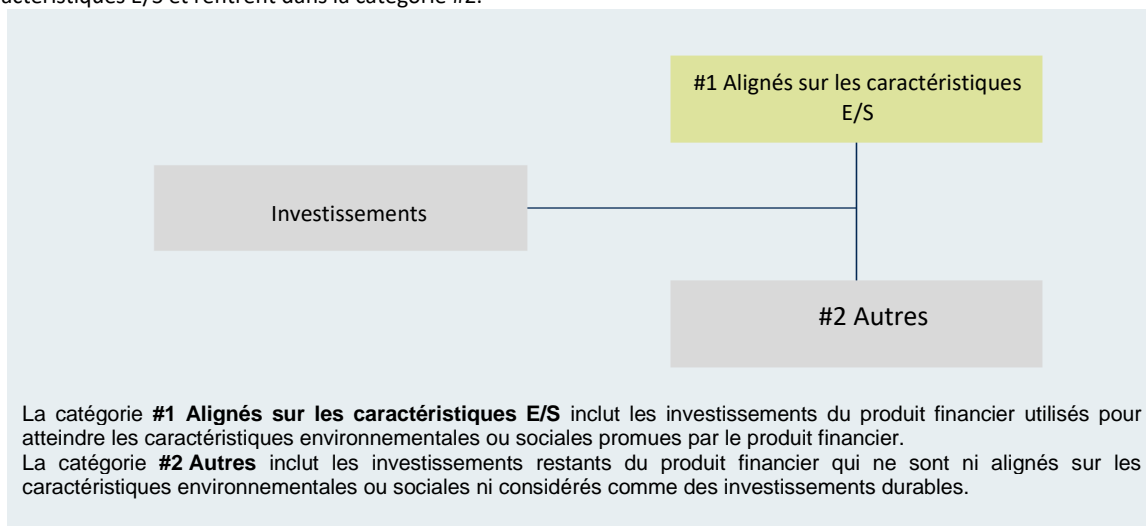 #1 Alignés sur les caractéristiques
E/S
Investissements
#2 Autres
La catégorie #1 Alignés sur les caractéristiques E/S inclut les investissements du produit financier utilisés pour
atteindre les caractéristiques environnementales ou sociales promues par le produit financier.
La catégorie #2 Autres inclut les investissements restants du produit financier qui ne sont ni alignés sur les
caractéristiques environnementales ou sociales ni considérés comme des investissements durables.